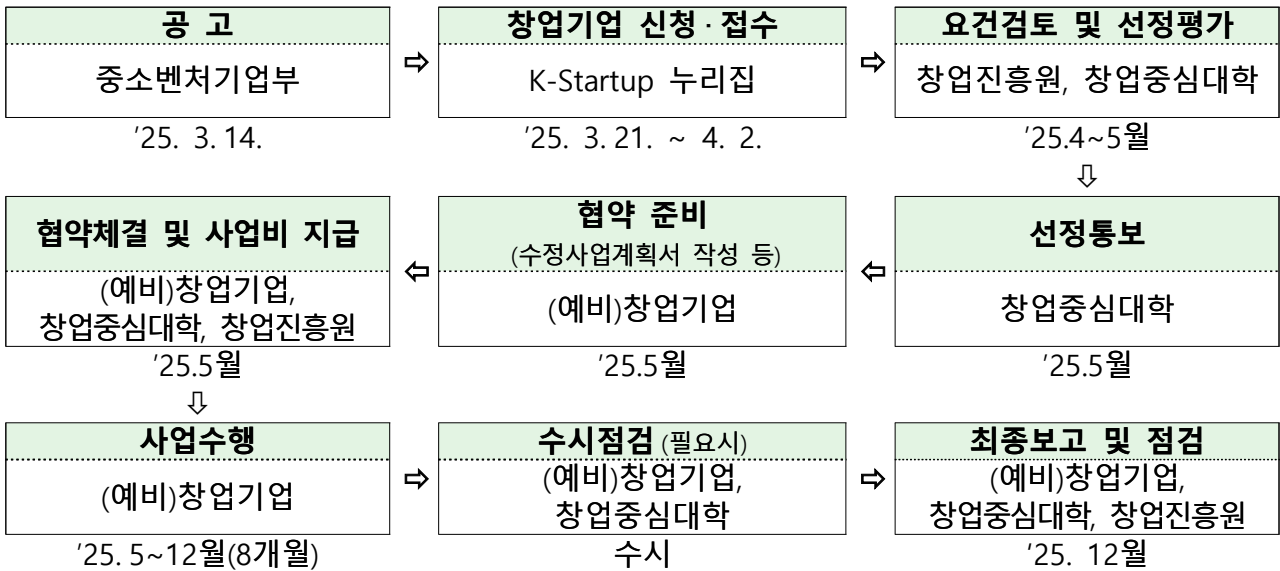 공 고
중소벤처기업부
'25. 3. 14.
⇨
창업기업 신청·접수
K-Startup 누리집
'25. 3. 21. ~ 4. 2.
⇨
요건검토 및 선정평가
창업진흥원, 창업중심대학
'25.4~5월
⇩
선정통보
창업중심대학
'25.5월
⇦
협약 준비
(수정사업계획서 작성 등)
(예비)창업기업
'25.5월
⇦
협약체결 및 사업비 지급
(예비)창업기업,
창업중심대학, 창업진흥원
'25.5월
⇩
사업수행
(예비)창업기업
'25. 5~12월(8개월)
⇨
수시점검 (필요시)
(예비)창업기업,
창업중심대학
수시
⇨
최종보고 및 점검
(예비)창업기업,
창업중심대학, 창업진흥원
'25. 12월